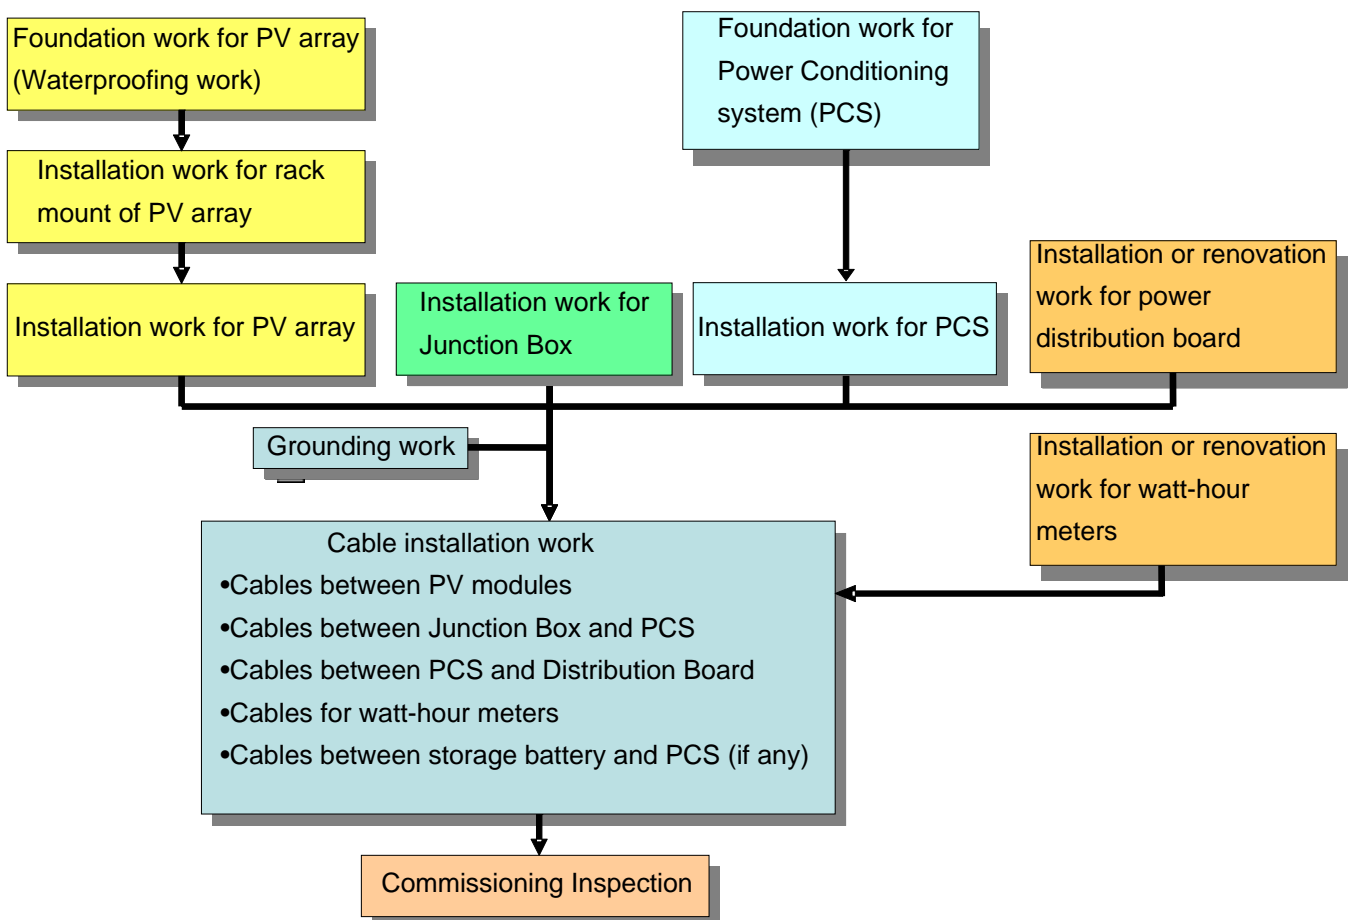 Foundation work for PV array
(Waterproofing work)
Foundation work for
Power Conditioning
system (PCS)
Installation work for rack
mount of PV array
Installation work for PV array
Installation work for
Junction Box
Installation work for PCS
Installation or renovation
work for power
distribution board
Grounding work
Installation or renovation
work for watt-hour
meters
Cable installation work
•Cables between PV modules
•Cables between Junction Box and PCS
•Cables between PCS and Distribution Board
•Cables for watt-hour meters
•Cables between storage battery and PCS (if any)
Commissioning Inspection